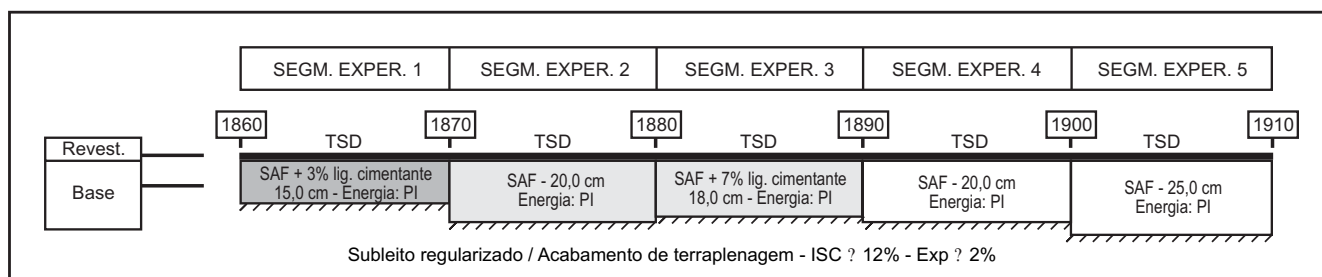 SEGM. EXPER. 1 SEGM. EXPER. 2 SEGM. EXPER. 3 SEGM. EXPER. 4 SEGM. EXPER. 5
1860 TSD 1870 TSD 1880 TSD 1890 TSD 1900 TSD 1910
Revest.
Base
SAF + 3% lig. cimentante
15,0 cm - Energia: PI
SAF - 20,0 cm
Energia: PI
SAF + 7% lig. cimentante
18,0 cm - Energia: PI
SAF - 20,0 cm
Energia: PI
SAF - 25,0 cm
Energia: PI
Subleito regularizado / Acabamento de terraplenagem - ISC ? 12% - Exp ? 2%